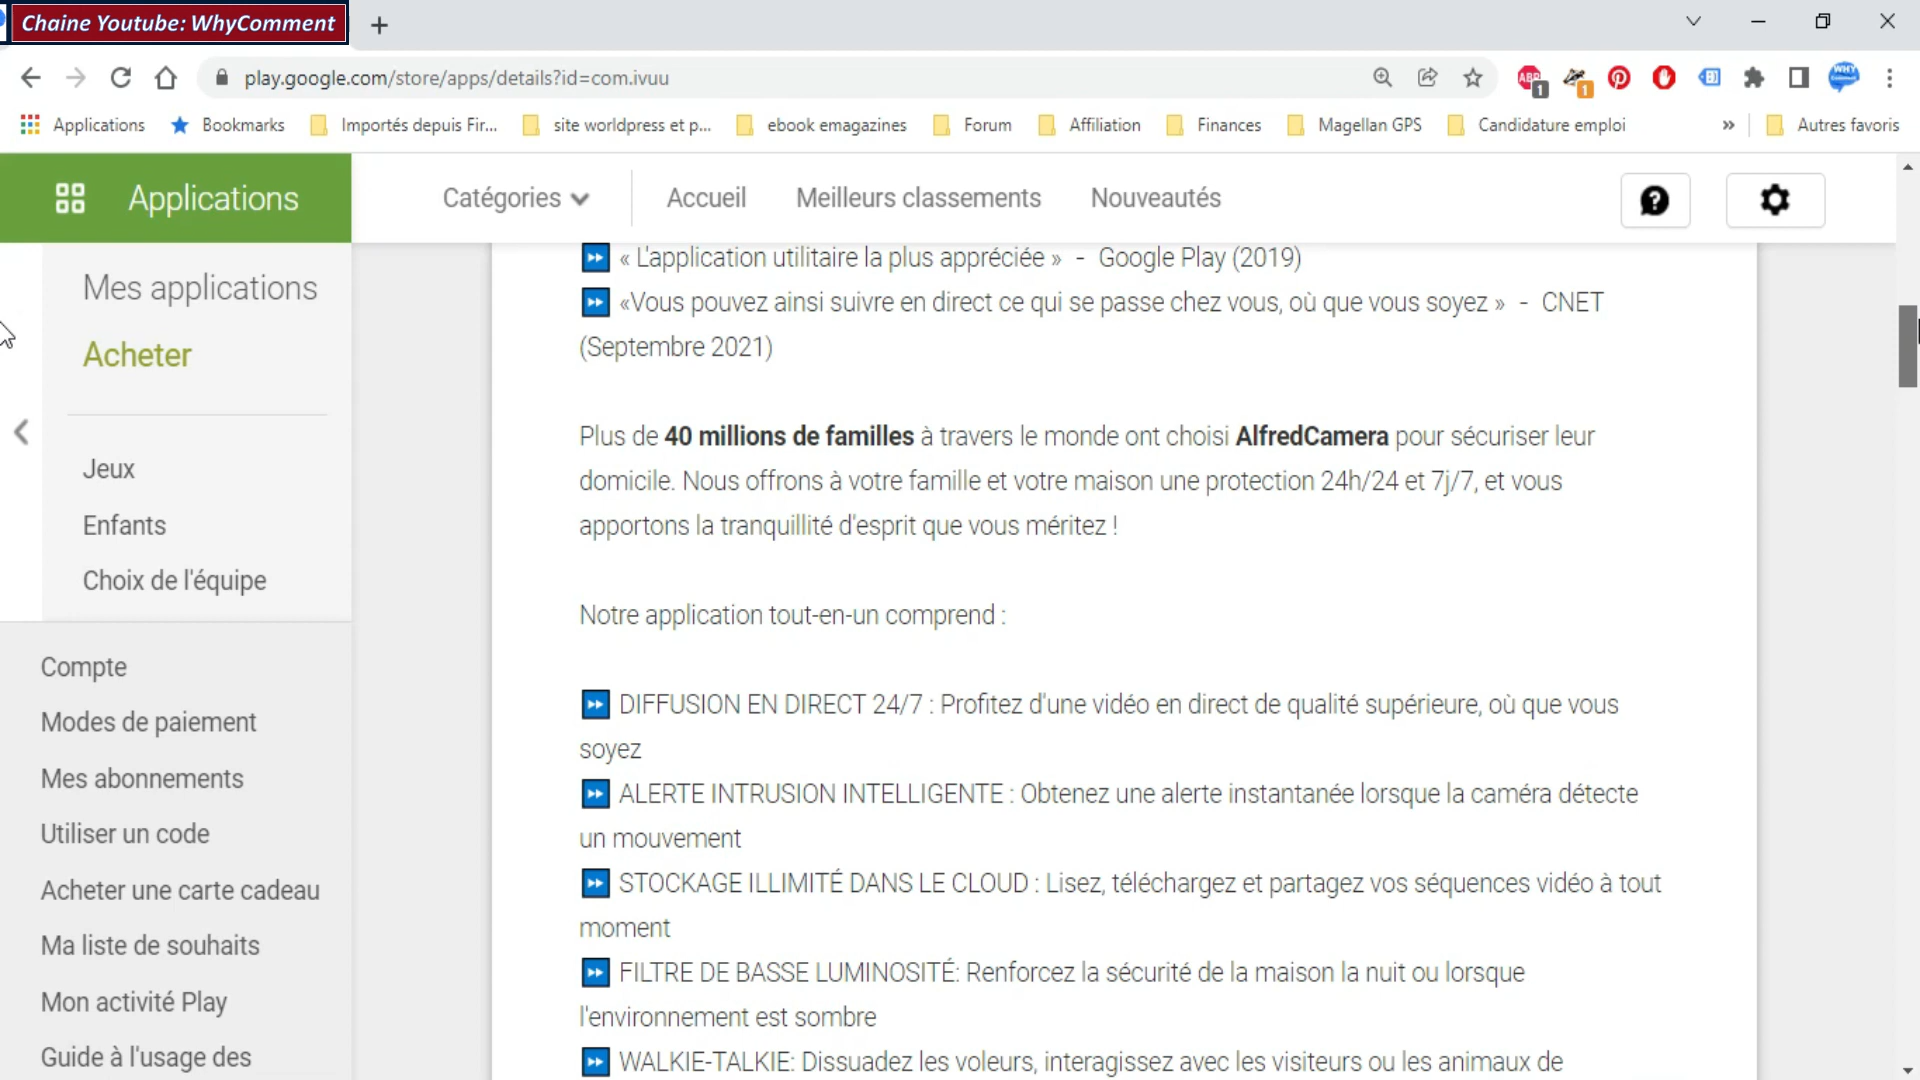 Chaine Youtube: WhyComment
play.google.com/store/apps/details?id=com.ivuu
ABP
1
1
WHY
Applications
Bookmarks
Importés depuis Fir...
site worldpress et p...
ebook emagazines
Forum
Affiliation
Finances
Magellan GPS
Candidature emploi
»
Autres favoris
Applications
Catégories
Accueil
Meilleurs classements
Nouveautés
Mes applications
Acheter
Jeux
Enfants
Choix de l'équipe
Compte
Modes de paiement
Mes abonnements
Utiliser un code
Acheter une carte cadeau
Ma liste de souhaits
Mon activité Play
Guide à l'usage des
« L'application utilitaire la plus appréciée » - Google Play (2019)
«Vous pouvez ainsi suivre en direct ce qui se passe chez vous, où que vous soyez » - CNET
(Septembre 2021)
Plus de 40 millions de familles à travers le monde ont choisi AlfredCamera pour sécuriser leur
domicile. Nous offrons à votre famille et votre maison une protection 24h/24 et 7j/7, et vous
apportons la tranquillité d'esprit que vous méritez !
Notre application tout-en-un comprend :
DIFFUSION EN DIRECT 24/7 : Profitez d'une vidéo en direct de qualité supérieure, où que vous
soyez
ALERTE INTRUSION INTELLIGENTE : Obtenez une alerte instantanée lorsque la caméra détecte
un mouvement
STOCKAGE ILLIMITÉ DANS LE CLOUD : Lisez, téléchargez et partagez vos séquences vidéo à tout
moment
FILTRE DE BASSE LUMINOSITÉ: Renforcez la sécurité de la maison la nuit ou lorsque
l'environnement est sombre
WALKIE-TALKIE: Dissuadez les voleurs, interagissez avec les visiteurs ou les animaux de